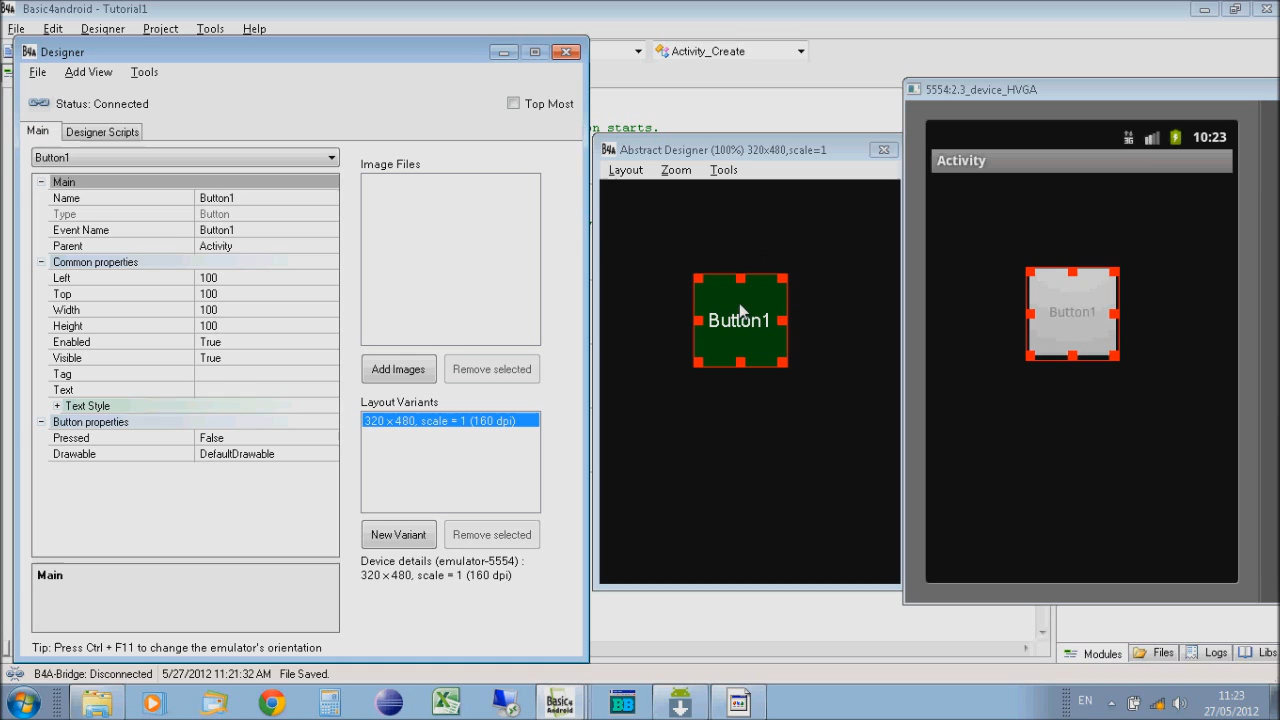 B4A Basic4android - Tutorial1
File Edit Designer Project Tools Help
B4A Designer
File Add View Tools
Status: Connected
Top Most
Main Designer Scripts
Button1
Main
Name Button1
Type Button
Event Name Button1
Parent Activity
Common properties
Left 100
Top 100
Width 100
Height 100
Enabled True
Visible True
Tag
Text
+ Text Style
Button properties
Pressed False
Drawable DefaultDrawable
Main
Tip: Press Ctrl + F11 to change the emulator's orientation
Image Files
Add Images Remove selected
Layout Variants
320 x 480, scale = 1 (160 dpi)
New Variant Remove selected
Device details (emulator-5554) :
320 x 480, scale = 1 (160 dpi)
Activity_Create
n starts.
B4A Abstract Designer (100%) 320x480,scale=1
Layout Zoom Tools
Button1
5554:2.3_device_HVGA
3G 10:23
Activity
Button1
Modules Files Logs Libs
B4A-Bridge: Disconnected 5/27/2012 11:21:32 AM File Saved.
Basic4 Android
BB
EN
11:23
27/05/2012